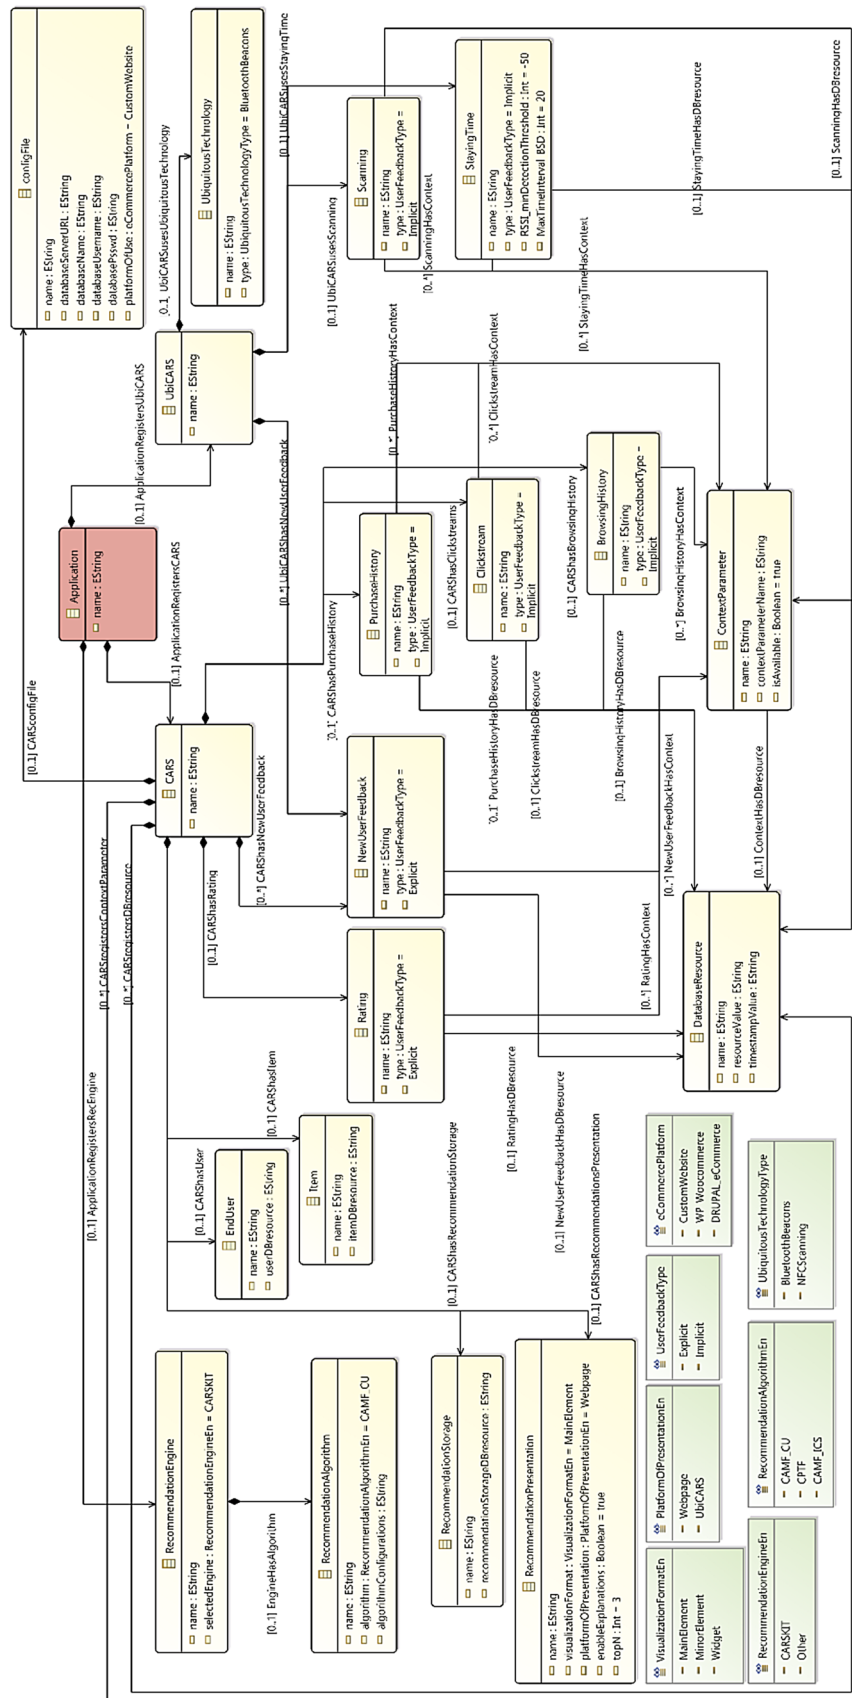 configFile
name : EString
databaseServerURL : EString
databaseName : EString
databaseUsername : EString
databasePsswd : EString
platformOfUse : eCommercePlatform = CustomWebsite
UbiquitousTechnology
name : EString
type : UbiquitousTechnologyType = BluetoothBeacons
Scanning
name : EString
type : UserFeedbackType =
Implicit
StayingTime
name : EString
type : UserFeedbackType = Implicit
RSSI_minDetectionThreshold : Int = -50
MaxTimeInterval_BSD : Int = 20
UbiCARS
name : EString
Application
name : EString
CARS
name : EString
PurchaseHistory
name : EString
type : UserFeedbackType =
Implicit
Clickstream
name : EString
type : UserFeedbackType =
Implicit
BrowsingHistory
name : EString
type : UserFeedbackType =
Implicit
ContextParameter
name : EString
contextParameterName : EString
isAvailable : Boolean = true
NewUserFeedback
name : EString
type : UserFeedbackType =
Explicit
Rating
name : EString
type : UserFeedbackType =
Explicit
DatabaseResource
name : EString
resourceValue : EString
timestampValue : EString
EndUser
name : EString
userDBresource : EString
Item
name : EString
itemDBresource : EString
RecommendationEngine
name : EString
selectedEngine : RecommendationEngineEn = CARSKIT
RecommendationAlgorithm
name : EString
algorithm : RecommendationAlgorithmEn = CAMF_CU
algorithmConfigurations : EString
RecommendationStorage
name : EString
recommendationStorageDBresource : EString
RecommendationPresentation
name : EString
visualizationFormat : VisualizationFormatEn = MainElement
platformOfPresentation : PlatformOfPresentationEn = Webpage
enableExplanations : Boolean = true
topN : Int = 3
VisualizationFormatEn
MainElement
MinorElement
Widget
PlatformOfPresentationEn
Webpage
UbiCARS
UserFeedbackType
Explicit
Implicit
eCommercePlatform
CustomWebsite
WP_Woocommerce
DRUPAL_eCommerce
RecommendationEngineEn
CARSKIT
Other
RecommendationAlgorithmEn
CAMF_CU
CPTF
CAMF_ICS
UbiquitousTechnologyType
BluetoothBeacons
NFCScanning
[0..1] CARSconfigFile
[0..*] CARSregistersContextParameter
[0..*] CARSregistersDBresource
[0..1] ApplicationRegistersRecEngine
[0..1] ApplicationRegistersCARS
[0..1] ApplicationRegistersUbiCARS
[0..1] UbiCARSusesUbiquitousTechnology
[0..1] UbiCARSusesStayingTime
[0..1] UbiCARSusesScanning
[0..*] UbiCARShasNewUserFeedback
[0..*] ScanningHasContext
[0..*] StayingTimeHasContext
[0..1] StayingTimeHasDBresource
[0..1] ScanningHasDBresource
[0..*] PurchaseHistoryHasContext
[0..*] ClickstreamHasContext
[0..*] BrowsingHistoryHasContext
[0..1] CARShasPurchaseHistory
[0..1] CARShasClickstreams
[0..1] CARShasBrowsingHistory
[0..1] PurchaseHistoryHasDBresource
[0..1] ClickstreamHasDBresource
[0..1] BrowsingHistoryHasDBresource
[0..*] NewUserFeedbackHasContext
[0..1] ContextHasDBresource
[0..*] RatingHasContext
[0..*] CARShasNewUserFeedback
[0..1] CARShasRating
[0..1] CARShasItem
[0..1] CARShasUser
[0..1] RatingHasDBresource
[0..1] NewUserFeedbackHasDBresource
[0..1] CARShasRecommendationStorage
[0..1] CARShasRecommendationsPresentation
[0..1] EngineHasAlgorithm